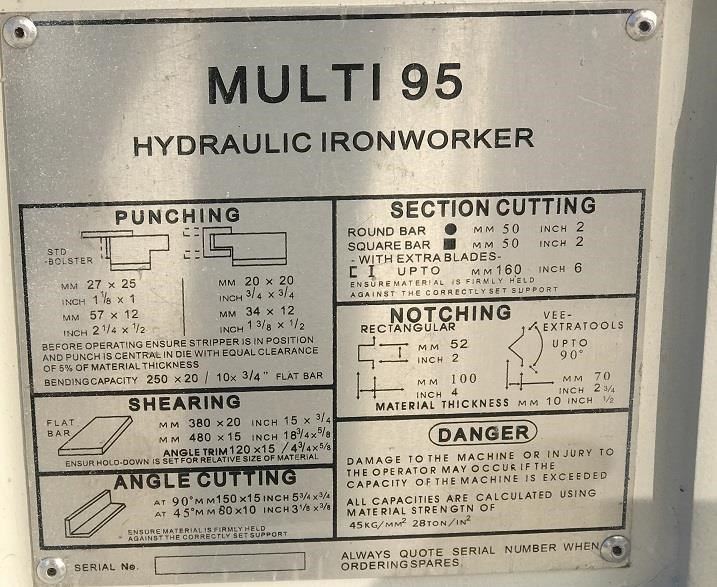 MULTI 95
HYDRAULIC IRONWORKER
PUNCHING
STD
-BOLSTER
MM 27 x 25
INCH 1 1/8 x 1
MM 57 x 12
INCH 2 1/4 x 1/2
MM 20 x 20
INCH 3/4 x 3/4
MM 34 x 12
INCH 1 3/8 x 1/2
BEFORE OPERATING ENSURE STRIPPER IS IN POSITION
AND PUNCH IS CENTRAL IN DIE WITH EQUAL CLEARANCE
OF 5% OF MATERIAL THICKNESS
BENDING CAPACITY 250 x 20 / 10x 3/4" FLAT BAR
SHEARING
FLAT
BAR
MM 380 x 20 INCH 15 x 3/4
MM 480 x 15 INCH 18 3/4 x 5/8
ANGLE TRIM 120 x 15 / 4 3/4 x 5/8
ENSUR HOLD-DOWN IS SET FOR RELATIVE SIZE OF MATERIAL
ANGLE CUTTING
AT 90° MM 150 x 15 INCH 5 3/4 x 3/4
AT 45° MM 80 x 10 INCH 3 1/8 x 3/8
ENSURE MATERIAL IS FIRMLY HELD
AGAINST THE CORRECTLY SET SUPPORT
SECTION CUTTING
ROUND BAR MM 50 INCH 2
SQUARE BAR MM 50 INCH 2
- WITH EXTRA BLADES-
UPTO MM 160 INCH 6
ENSURE MATERIAL IS FIRMLY HELD
AGAINST THE CORRECTLY SET SUPPORT
NOTCHING
RECTANGULAR
MM 52
INCH 2
MM 100
INCH 4
VEE-
EXTRATOOLS
UPTO
90°
MM 70
INCH 2 3/4
MATERIAL THICKNESS MM 10 INCH 1/2
DANGER
DAMAGE TO THE MACHINE OR INJURY TO
THE OPERATOR MAY OCCUR IF THE
CAPACITY OF THE MACHINE IS EXCEEDED
ALL CAPACITIES ARE CALCULATED USING
MATERIAL STRENGTN OF
45KG/MM² 28TON/IN²
SERIAL No.
ALWAYS QUOTE SERIAL NUMBER WHEN
ORDERING SPARES.